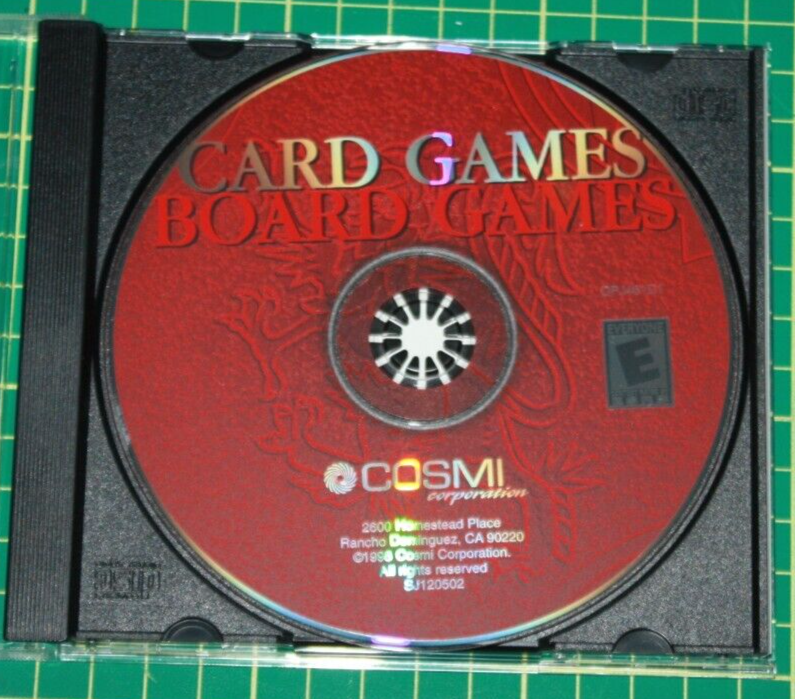 CARD GAMES
BOARD GAMES
EVERYONE
E
COSMI
corporation
2600 Homestead Place
Rancho Dominguez, CA 90220
©1998 Cosmi Corporation.
All rights reserved
SJ120502